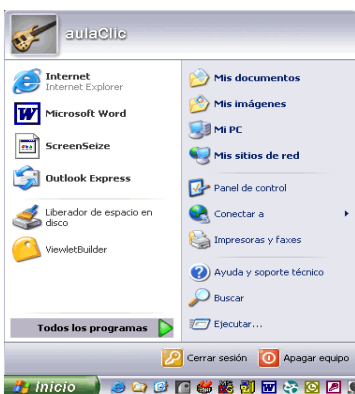 aulaClic
Internet
Internet Explorer
Microsoft Word
ScreenSeize
Outlook Express
Liberador de espacio en
disco
ViewletBuilder
Todos los programas
Mis documentos
Mis imágenes
Mi PC
Mis sitios de red
Panel de control
Conectar a
Impresoras y faxes
Ayuda y soporte técnico
Buscar
Ejecutar...
Cerrar sesión
Apagar equipo
Inicio